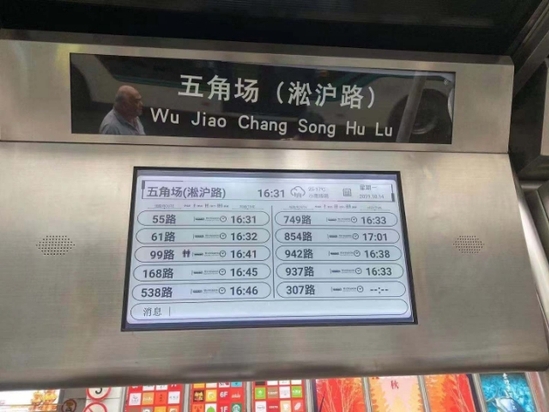 五角场（淞沪路）
Wu Jiao Chang Song Hu Lu
五角场(淞沪路) 16:31 星期一
55路 16:31
749路 16:33
61路 16:32
854路 17:01
99路 16:41
942路 16:38
168路 16:45
937路 16:33
538路 16:46
307路 --:--
消息
秋